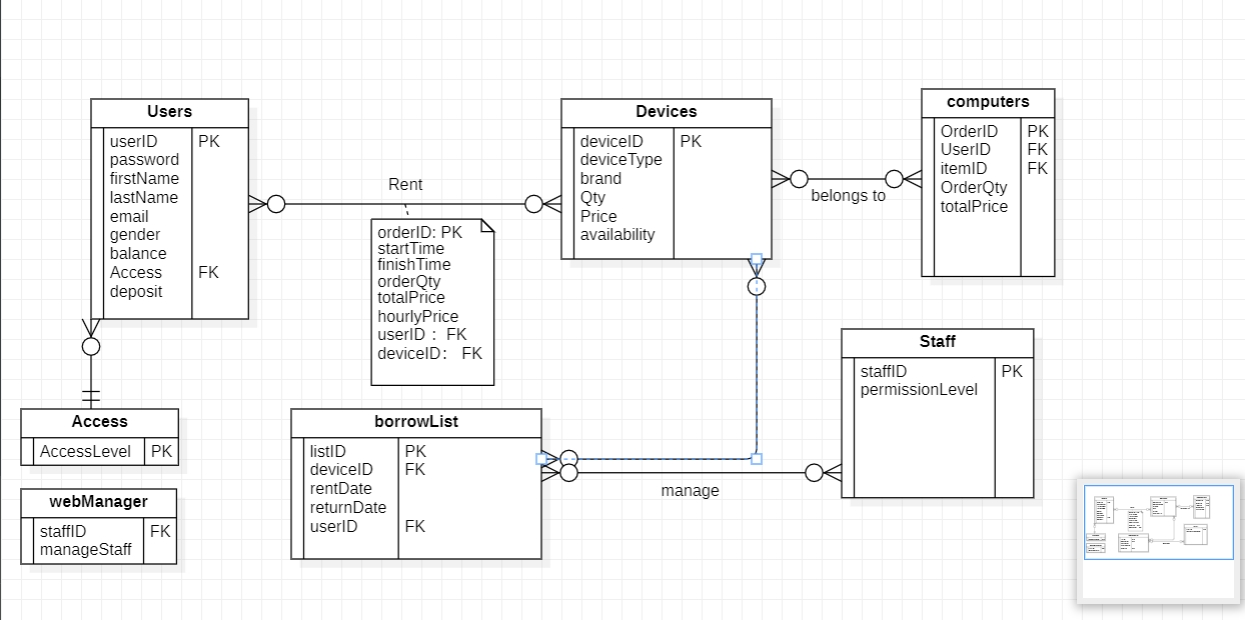 Users
userID PK
password
firstName
lastName
email
gender
balance
Access FK
deposit
Rent
orderID: PK
startTime
finishTime
orderQty
totalPrice
hourlyPrice
userID : FK
deviceID: FK
Devices
deviceID PK
deviceType
brand
Qty
Price
availability
belongs to
computers
OrderID PK
UserID FK
itemID FK
OrderQty
totalPrice
Staff
staffID PK
permissionLevel
Access
AccessLevel PK
webManager
staffID FK
manageStaff
borrowList
listID PK
deviceID FK
rentDate
returnDate
userID FK
manage